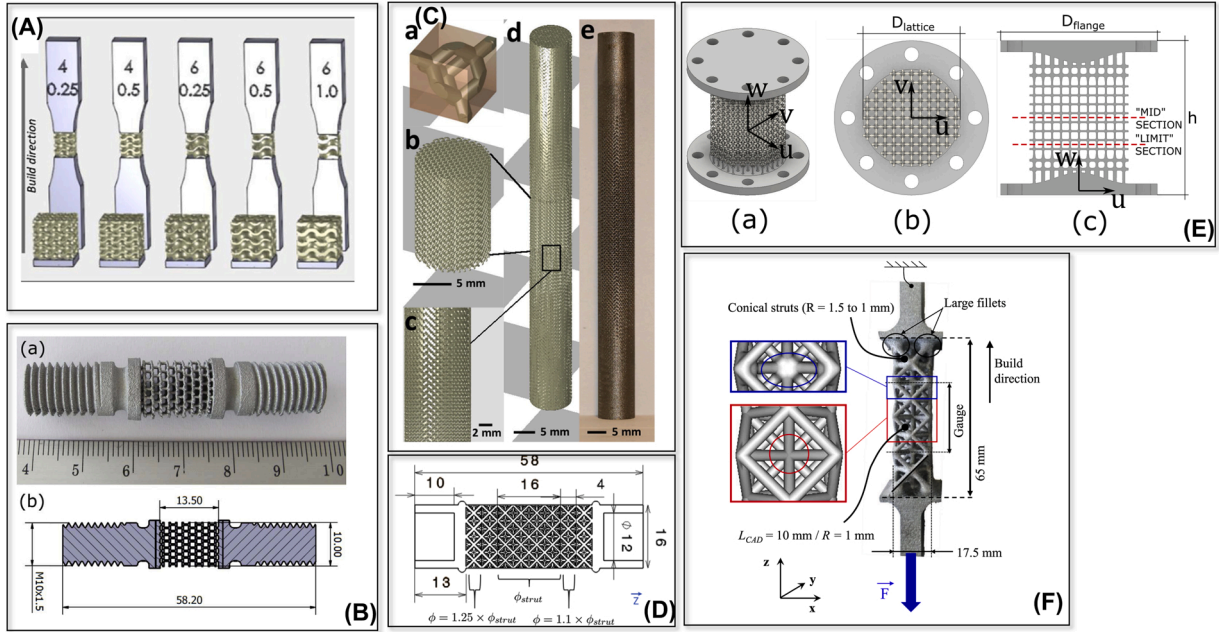 (A)
Build direction
4
0.25
4
0.5
6
0.25
6
0.5
6
1.0
(a)
4 5 6 7 8 9 10
(b)
13.50
10.00
M10x1.5
58.20
(B)
(C)
a
b
5 mm
c
2 mm
d
5 mm
e
5 mm
58
10
16
4
Φ 12
16
13
ϕstrut
ϕ = 1.25 × ϕstrut
ϕ = 1.1 × ϕstrut
z
(D)
w
v
u
(a)
Dlattice
v
u
(b)
Dflange
"MID"
SECTION
"LIMIT"
SECTION
h
w
u
(c)
(E)
Conical struts (R = 1.5 to 1 mm)
Large fillets
Build
direction
Gauge
65 mm
LCAD = 10 mm / R = 1 mm
17.5 mm
z
y
x
F
(F)